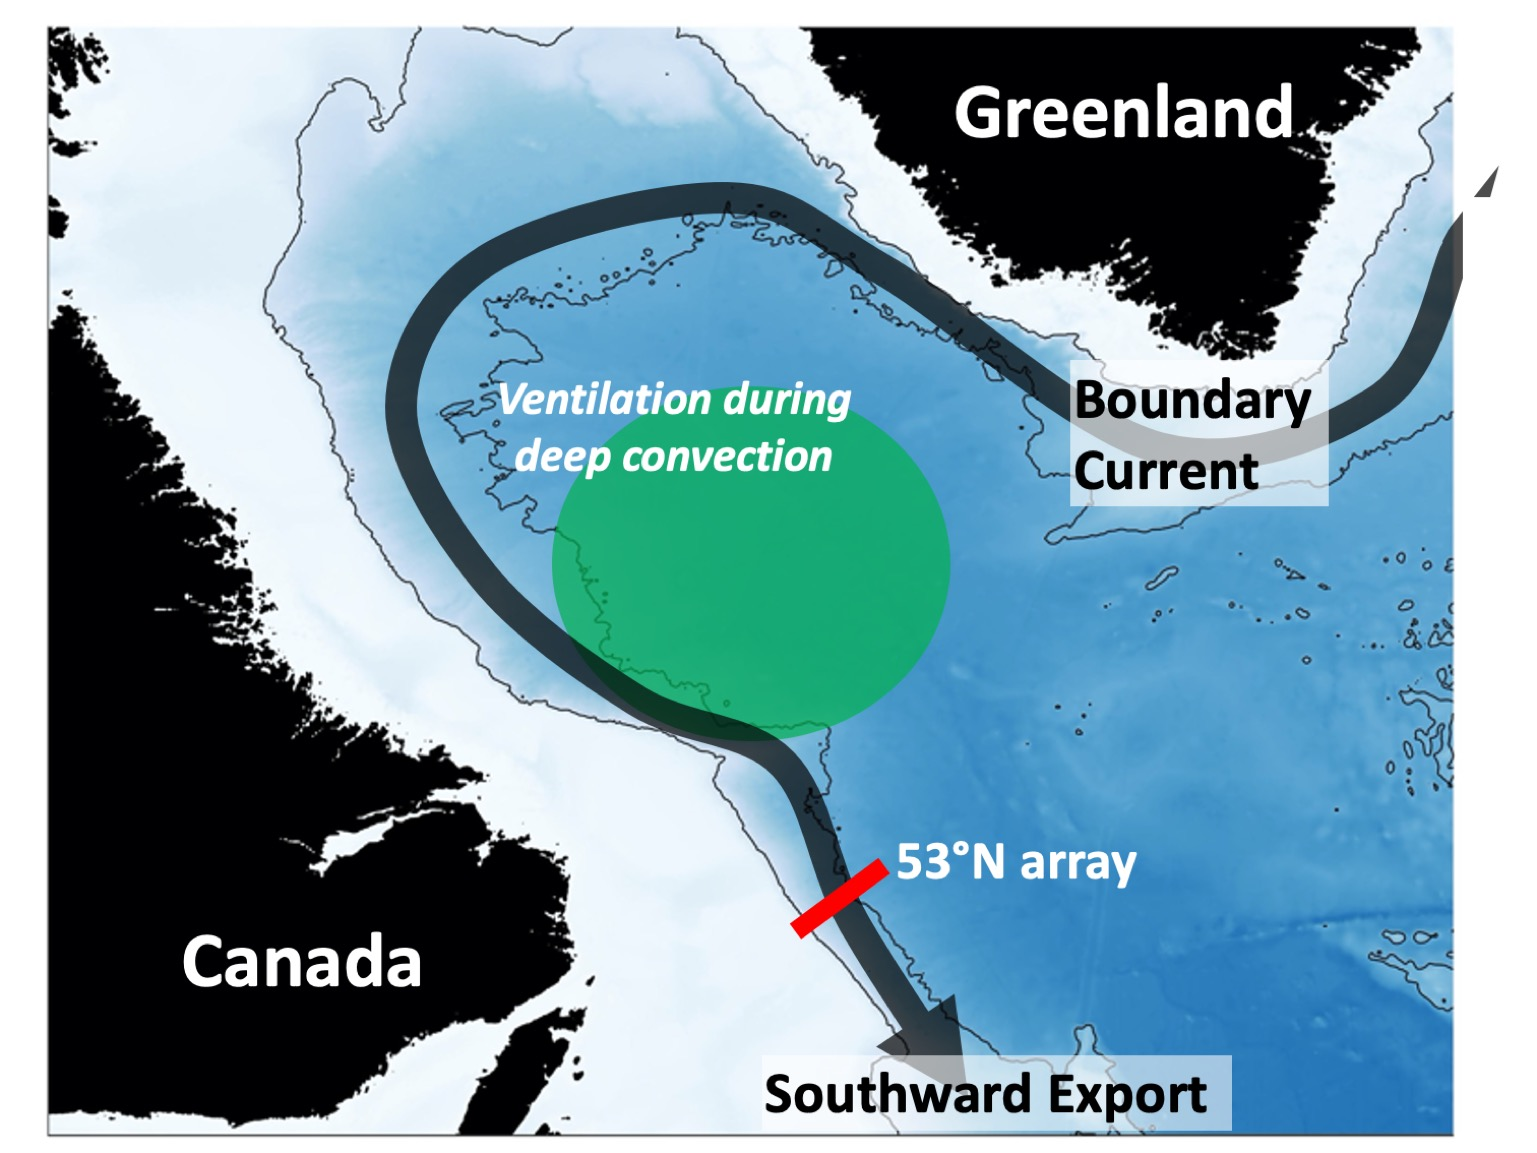 Greenland
Ventilation during
deep convection
Boundary
Current
53°N array
Canada
Southward Export